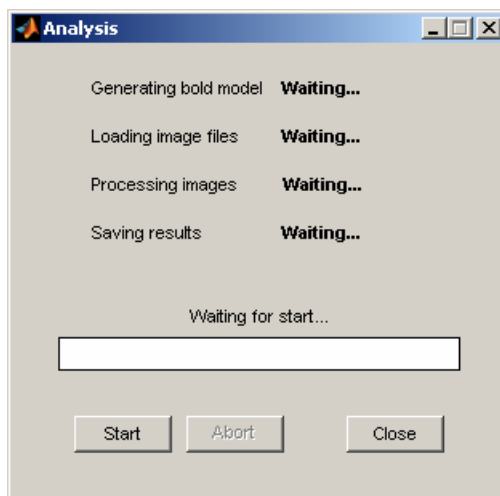 Analysis
Generating bold model Waiting...
Loading image files Waiting...
Processing images Waiting...
Saving results Waiting...
Waiting for start...
Start Abort Close